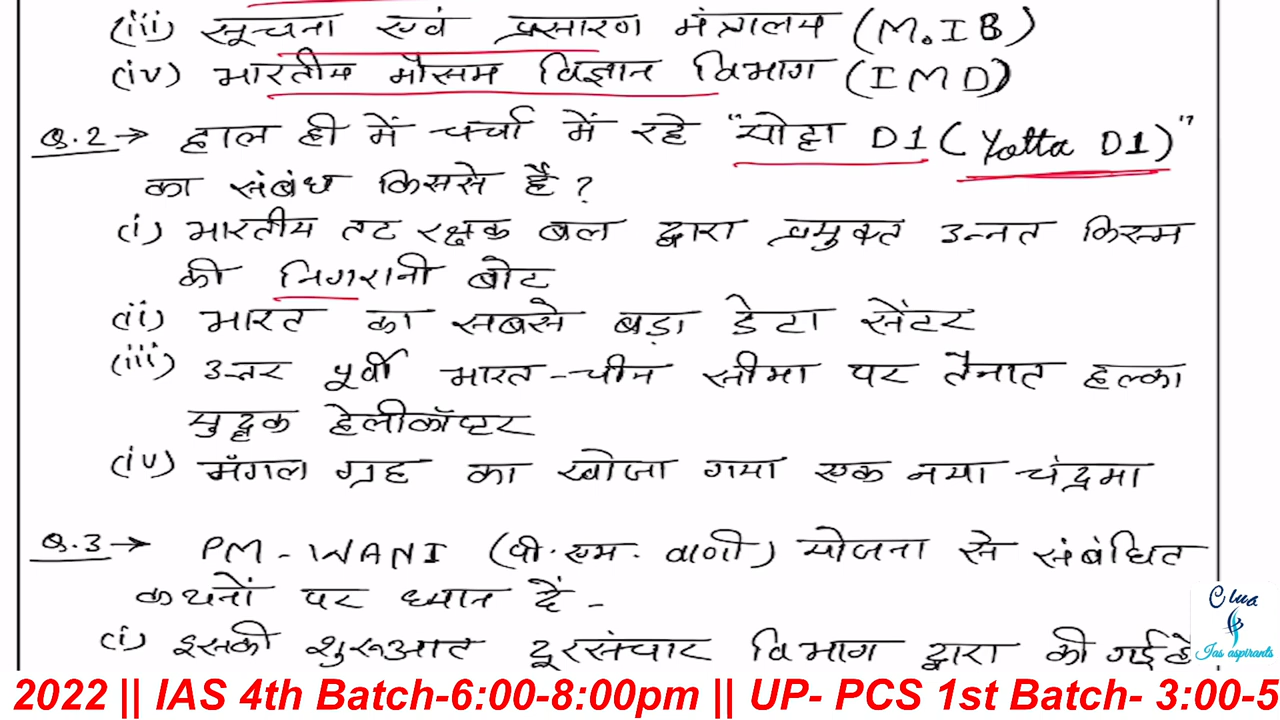 (iii) सूचना एवं प्रसारण मंत्रालय (M.IB)
(iv) भारतीय मौसम विज्ञान विभाग (IMD)
Q.2 → हाल ही में चर्चा में रहे "योट्टा D1 (Yotta D1)"
का संबंध किससे है ?
(i) भारतीय तट रक्षक बल द्वारा प्रयुक्त उन्नत किस्म
की निगरानी बोट
(ii) भारत का सबसे बड़ा डेटा सेंटर
(iii) उत्तर पूर्वी भारत-चीन सीमा पर तैनात हल्का
युद्धक हेलीकॉप्टर
(iv) मंगल ग्रह का खोजा गया एक नया चंद्रमा
Q.3 → PM-WANI (पी.एम. वाणी) योजना से संबंधित
कथनों पर ध्यान दें -
(i) इसकी शुरूआत दूरसंचार विभाग द्वारा की गई है
Ias aspirants
2022 || IAS 4th Batch-6:00-8:00pm || UP- PCS 1st Batch- 3:00-5